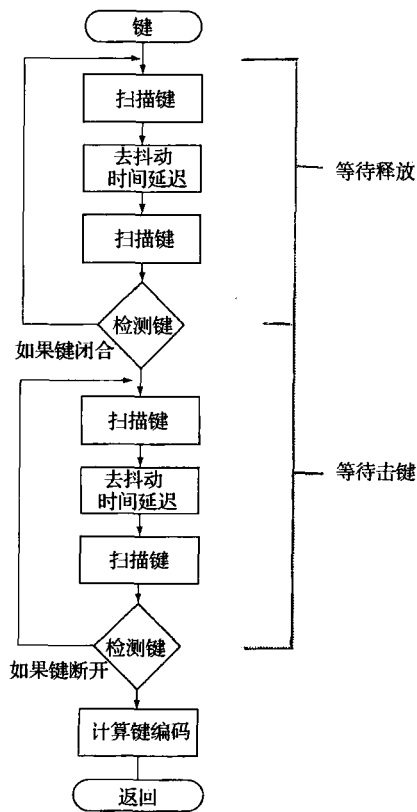 键
扫描键
去抖动
时间延迟
等待释放
扫描键
检测键
如果键闭合
扫描键
去抖动
时间延迟
等待击键
扫描键
检测键
如果键断开
计算键编码
返回